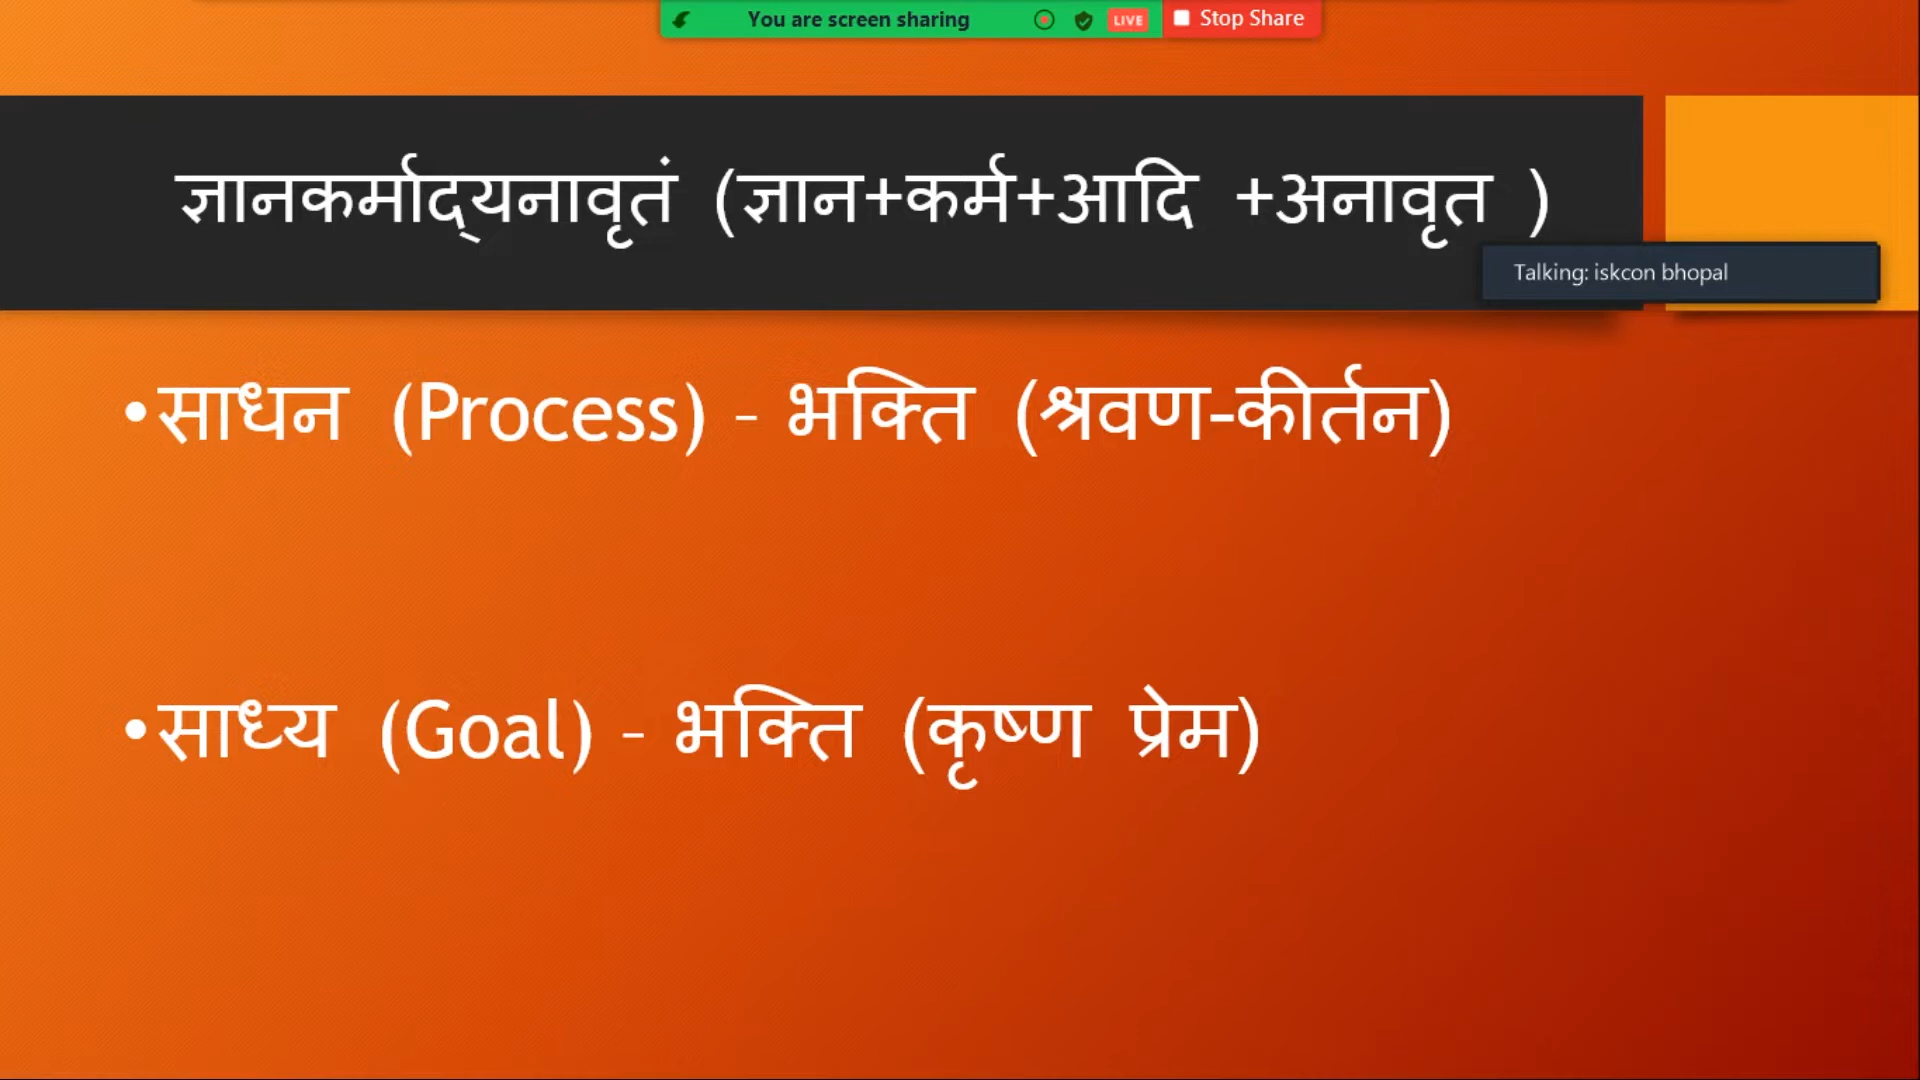 You are screen sharing LIVE Stop Share
ज्ञानकर्माद्‌यनावृतं (ज्ञान+कर्म+आदि +अनावृत )
Talking: iskcon bhopal
•साधन (Process) - भक्ति (श्रवण-कीर्तन)
•साध्य (Goal) - भक्ति (कृष्ण प्रेम)